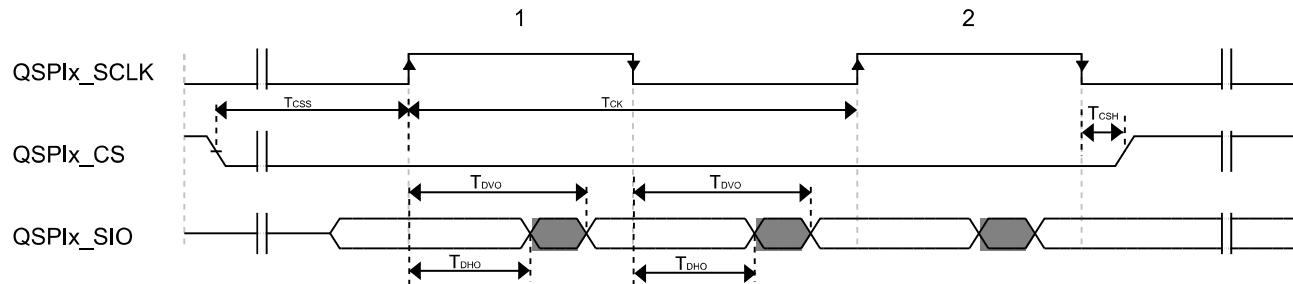 1 2
QSPIx_SCLK
TCSS TCK
TCSH
QSPIx_CS
TDVO TDVO
QSPIx_SIO
TDHO TDHO